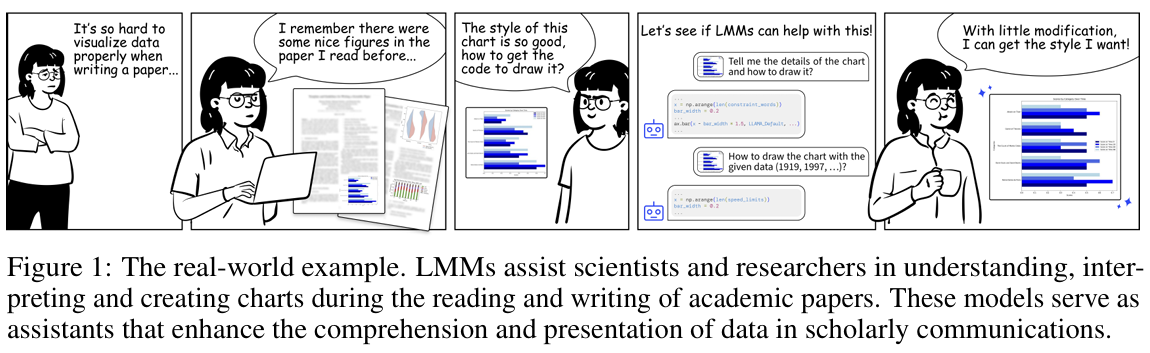 It's so hard to
visualize data
properly when
writing a paper...
I remember there were
some nice figures in the
paper I read before...
The style of this
chart is so good,
how to get the
code to draw it?
Let's see if LMMs can help with this!
Tell me the details of the chart
and how to draw it?
...
x = np.arange(len(constraint_words))
bar_width = 0.2
...
ax.bar(x - bar_width * 1.5, (LLAMA_Default, ...)
...
How to draw the chart with the
given data (1919, 1997, ...)?
...
x = np.arange(len(speed_limits))
bar_width = 0.2
...
With little modification,
I can get the style I want!
Figure 1: The real-world example. LMMs assist scientists and researchers in understanding, inter-
preting and creating charts during the reading and writing of academic papers. These models serve as
assistants that enhance the comprehension and presentation of data in scholarly communications.